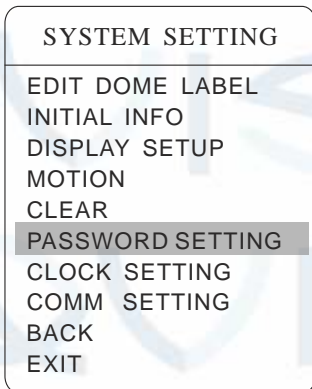 SYSTEM SETTING
EDIT DOME LABEL
INITIAL INFO
DISPLAY SETUP
MOTION
CLEAR
PASSWORD SETTING
CLOCK SETTING
COMM SETTING
BACK
EXIT